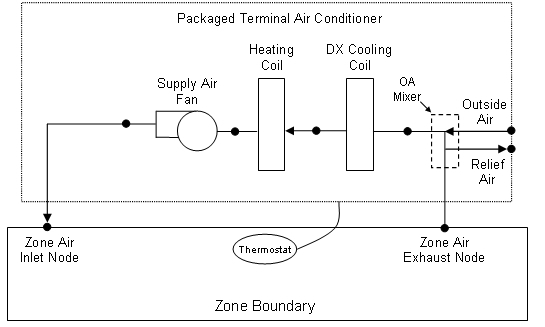 Packaged Terminal Air Conditioner
Heating
Coil
DX Cooling
Coil
Supply Air
Fan
OA
Mixer
Outside
Air
Relief
Air
Zone Air
Inlet Node
Thermostat
Zone Air
Exhaust Node
Zone Boundary